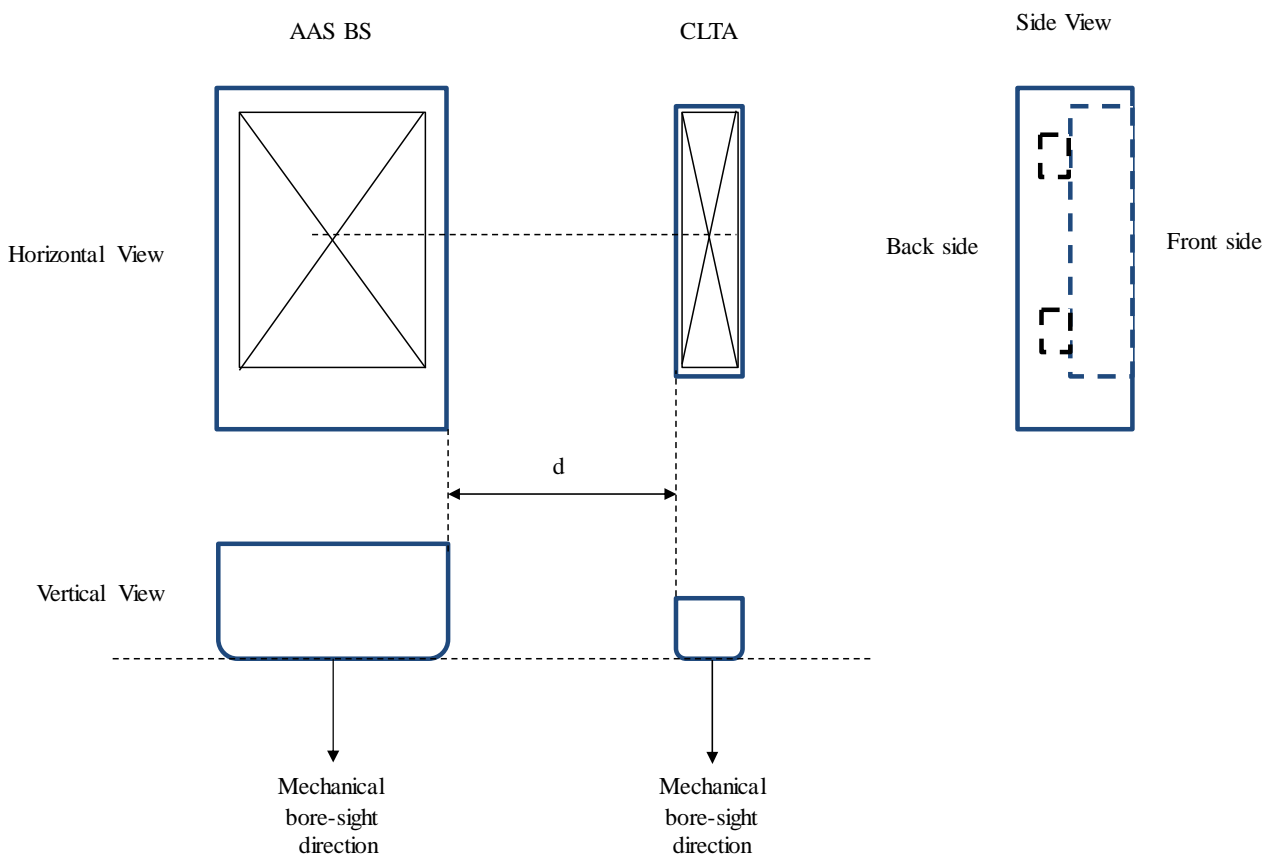 AAS BS
CLTA
Side View
Horizontal View
Back side
Front side
d
Vertical View
Mechanical
bore-sight
direction
Mechanical
bore-sight
direction